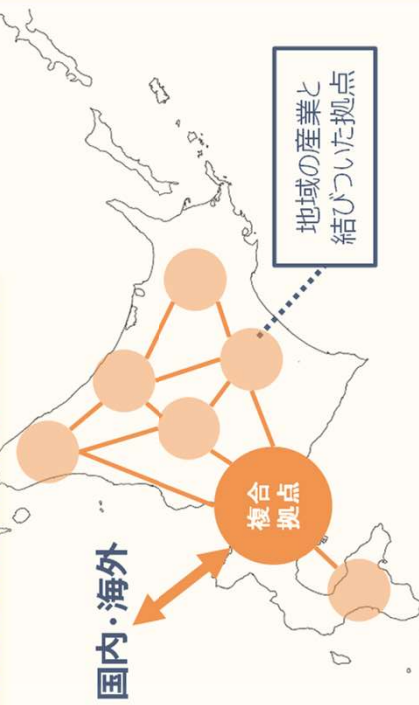 国内・海外
複合
拠点
地域の産業と
結びついた拠点